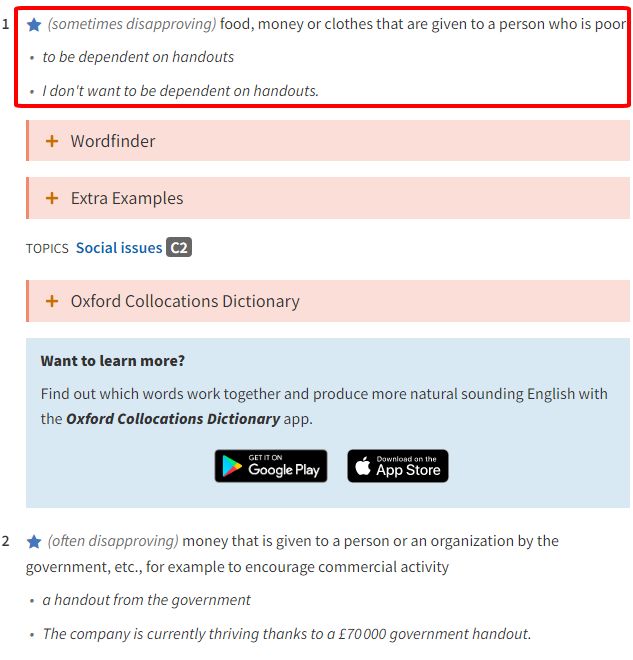 1 ★ (sometimes disapproving) food, money or clothes that are given to a person who is poor
• to be dependent on handouts
• I don't want to be dependent on handouts.
+ Wordfinder
+ Extra Examples
TOPICS Social issues C2
+ Oxford Collocations Dictionary
Want to learn more?
Find out which words work together and produce more natural sounding English with
the Oxford Collocations Dictionary app.
GET IT ON
Google Play
Download on the
App Store
2 ★ (often disapproving) money that is given to a person or an organization by the
government, etc., for example to encourage commercial activity
• a handout from the government
• The company is currently thriving thanks to a £70 000 government handout.